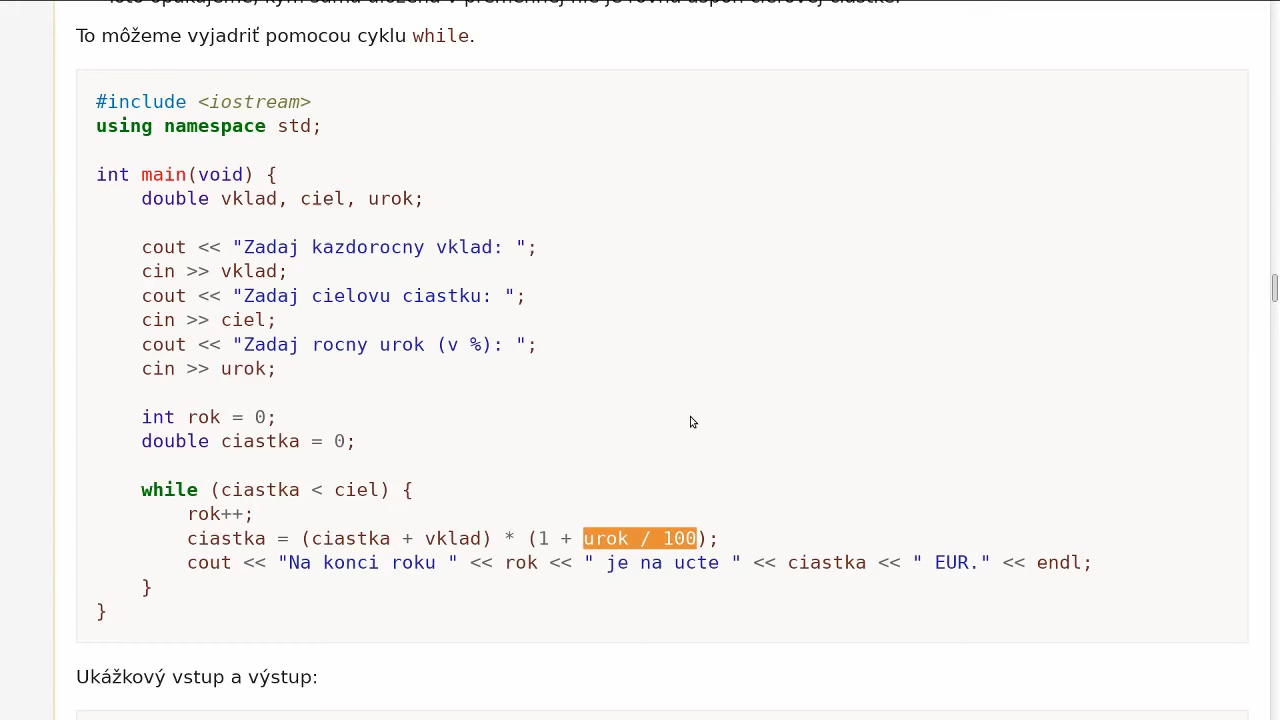 To môžeme vyjadriť pomocou cyklu while.
#include <iostream>
using namespace std;
int main(void) {
    double vklad, ciel, urok;
    cout << "Zadaj kazdorocny vklad: ";
    cin >> vklad;
    cout << "Zadaj cielovu ciastku: ";
    cin >> ciel;
    cout << "Zadaj rocny urok (v %): ";
    cin >> urok;
    int rok = 0;
    double ciastka = 0;
    while (ciastka < ciel) {
        rok++;
        ciastka = (ciastka + vklad) * (1 + urok / 100);
        cout << "Na konci roku " << rok << " je na ucte " << ciastka << " EUR." << endl;
    }
}
Ukážkový vstup a výstup: